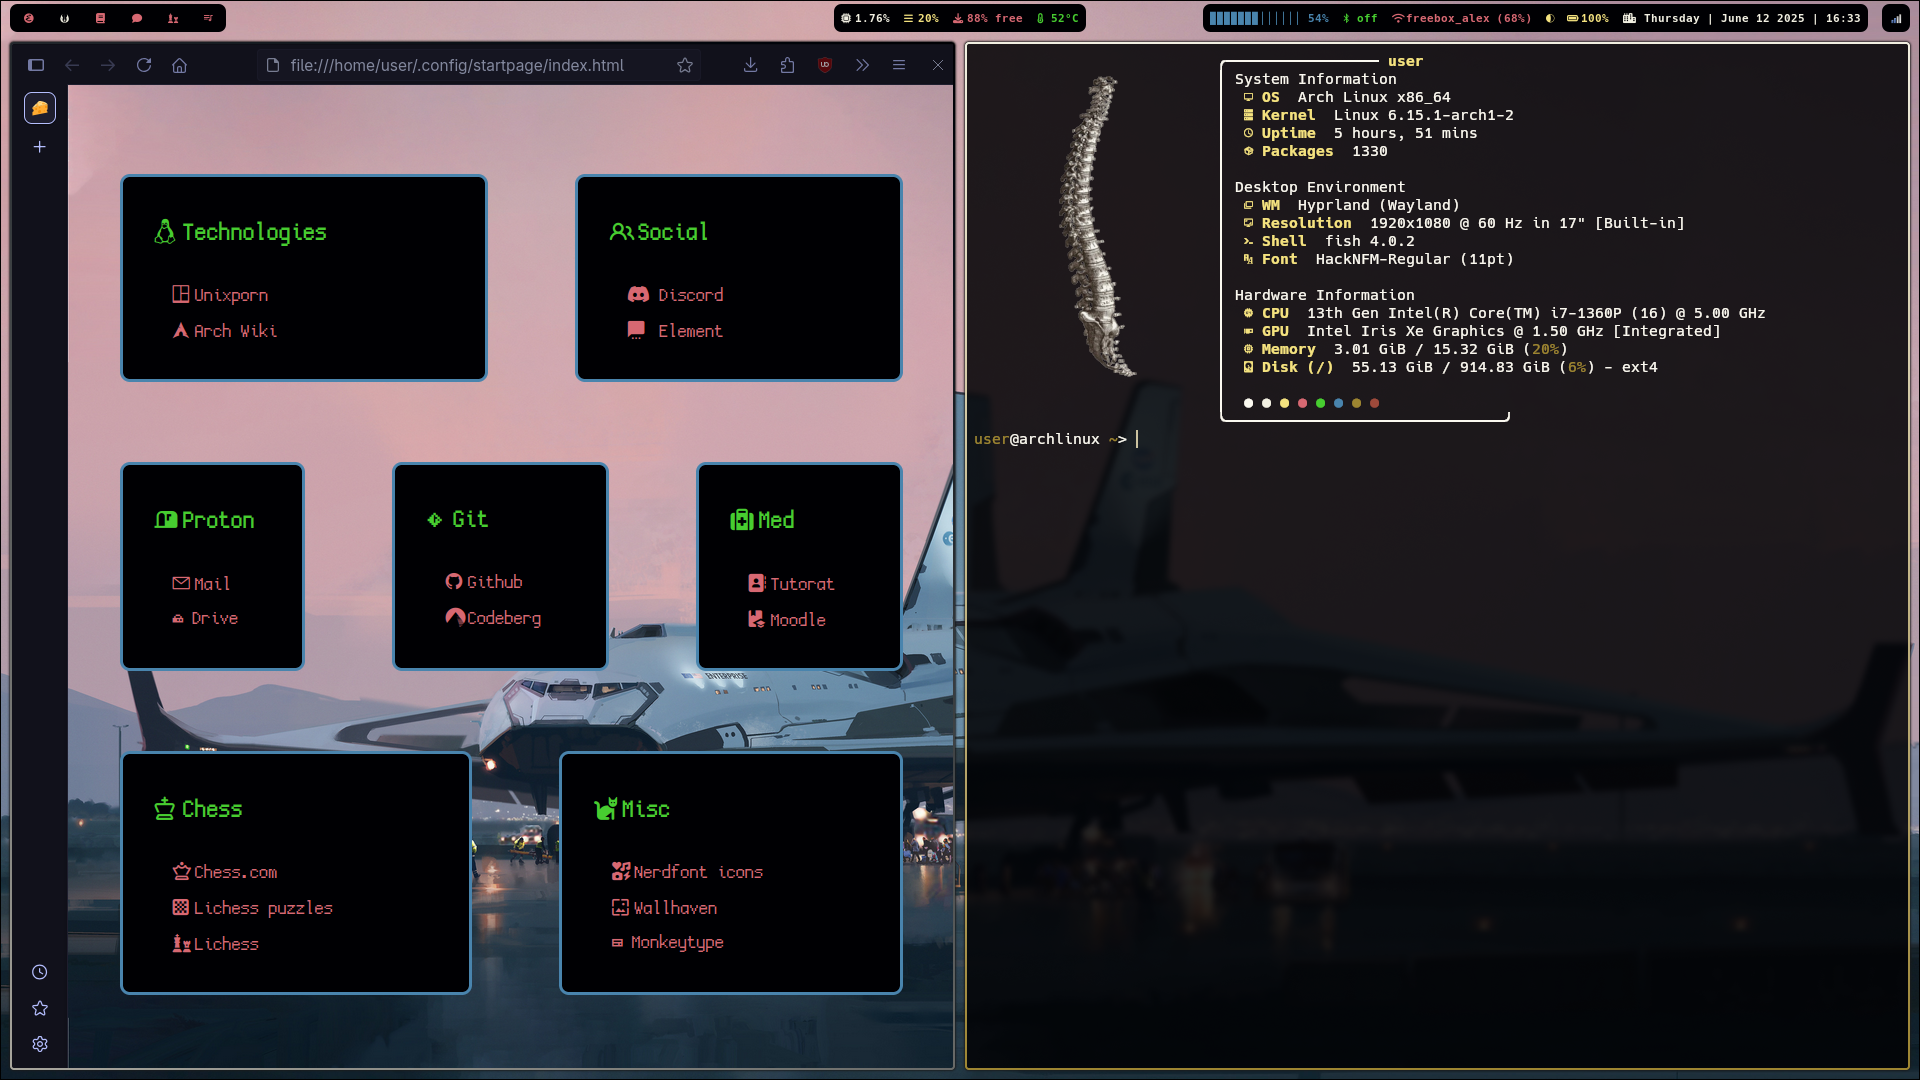 1.76% 20% 88% free 52°C
54% off freebox_alex (68%) 100% Thursday | June 12 2025 | 16:33
file:///home/user/.config/startpage/index.html
Technologies
Unixporn
Arch Wiki
Social
Discord
Element
Proton
Mail
Drive
Git
Github
Codeberg
Med
Tutorat
Moodle
ENTERPRISE
Chess
Chess.com
Lichess puzzles
Lichess
Misc
Nerdfont icons
Wallhaven
Monkeytype
user
System Information
OS Arch Linux x86_64
Kernel Linux 6.15.1-arch1-2
Uptime 5 hours, 51 mins
Packages 1330
Desktop Environment
WM Hyprland (Wayland)
Resolution 1920x1080 @ 60 Hz in 17" [Built-in]
Shell fish 4.0.2
Font HackNFM-Regular (11pt)
Hardware Information
CPU 13th Gen Intel(R) Core(TM) i7-1360P (16) @ 5.00 GHz
GPU Intel Iris Xe Graphics @ 1.50 GHz [Integrated]
Memory 3.01 GiB / 15.32 GiB (20%)
Disk (/) 55.13 GiB / 914.83 GiB (6%) - ext4
user@archlinux ~>